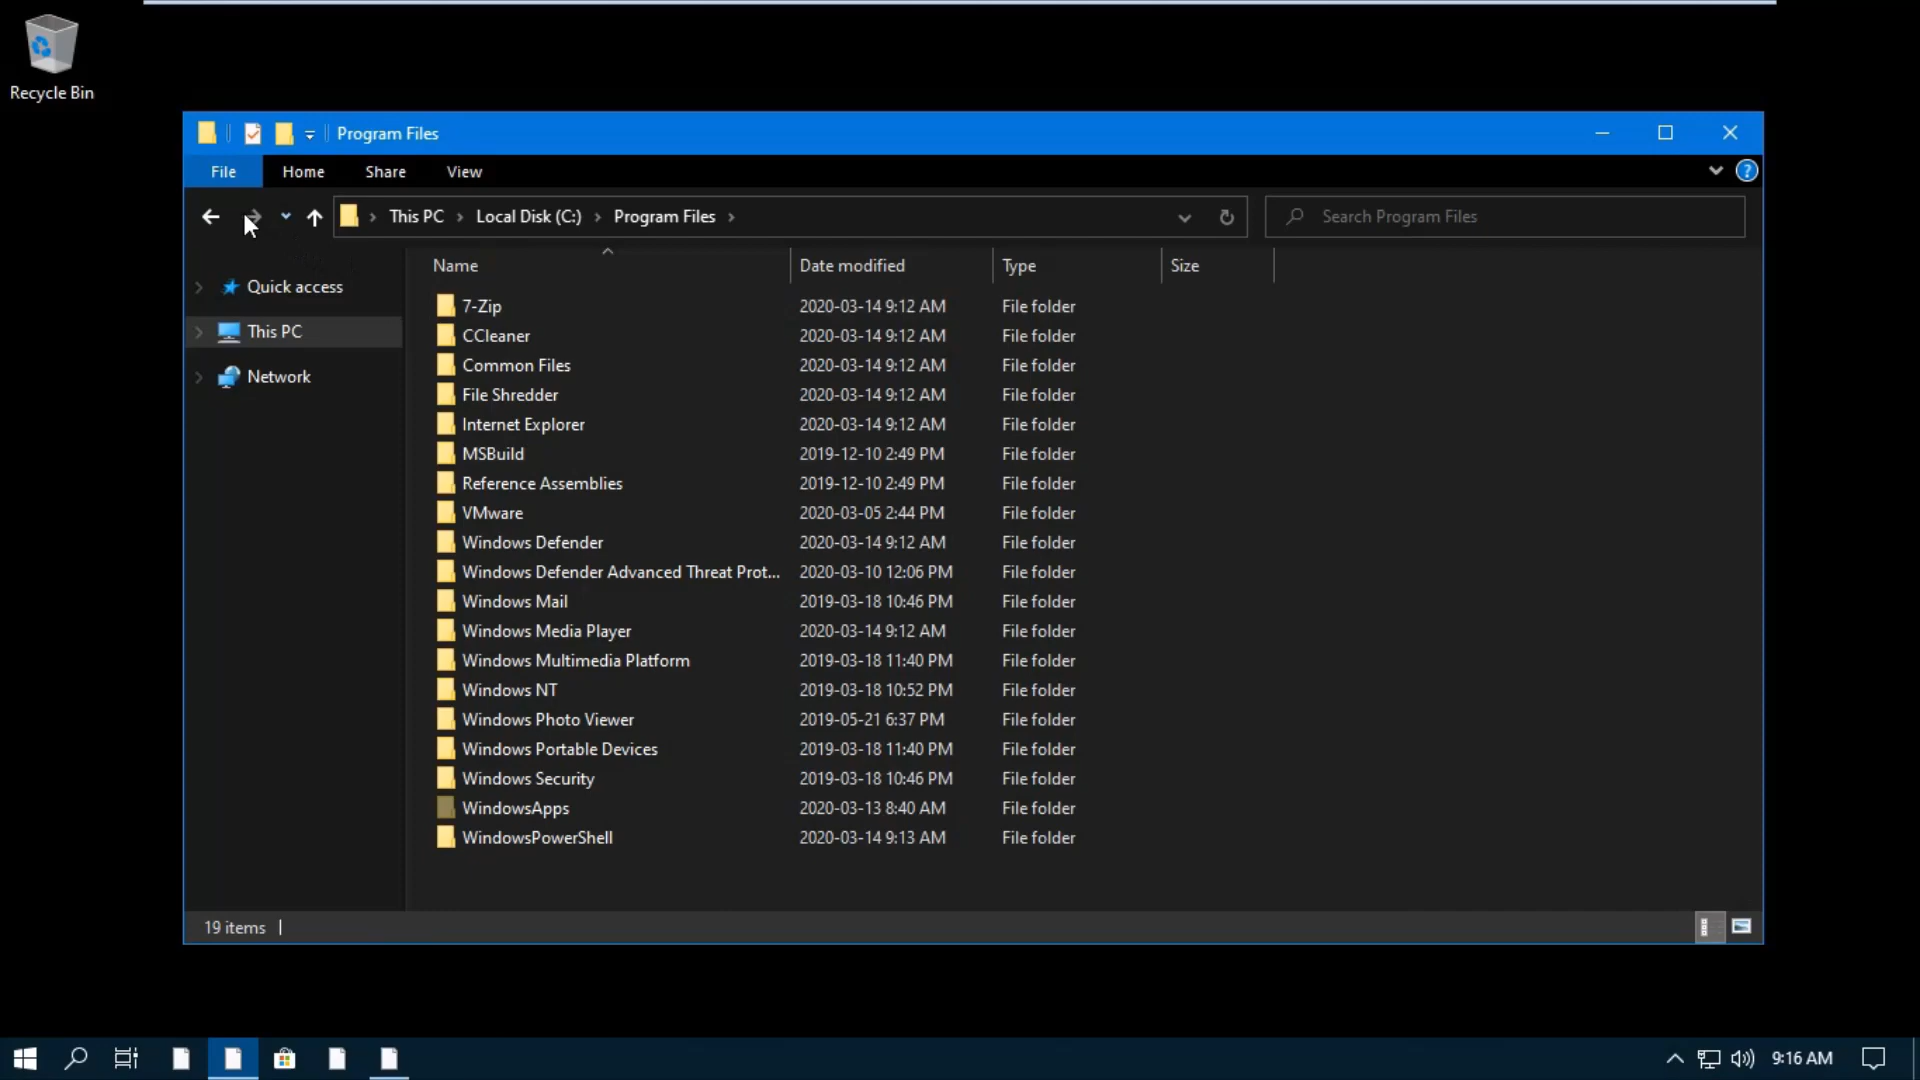 Recycle Bin
Program Files
File Home Share View
This PC Local Disk (C:) Program Files
Search Program Files
Quick access
This PC
Network
Name Date modified Type Size
7-Zip 2020-03-14 9:12 AM File folder
CCleaner 2020-03-14 9:12 AM File folder
Common Files 2020-03-14 9:12 AM File folder
File Shredder 2020-03-14 9:12 AM File folder
Internet Explorer 2020-03-14 9:12 AM File folder
MSBuild 2019-12-10 2:49 PM File folder
Reference Assemblies 2019-12-10 2:49 PM File folder
VMware 2020-03-05 2:44 PM File folder
Windows Defender 2020-03-14 9:12 AM File folder
Windows Defender Advanced Threat Prot... 2020-03-10 12:06 PM File folder
Windows Mail 2019-03-18 10:46 PM File folder
Windows Media Player 2020-03-14 9:12 AM File folder
Windows Multimedia Platform 2019-03-18 11:40 PM File folder
Windows NT 2019-03-18 10:52 PM File folder
Windows Photo Viewer 2019-05-21 6:37 PM File folder
Windows Portable Devices 2019-03-18 11:40 PM File folder
Windows Security 2019-03-18 10:46 PM File folder
WindowsApps 2020-03-13 8:40 AM File folder
WindowsPowerShell 2020-03-14 9:13 AM File folder
19 items
9:16 AM